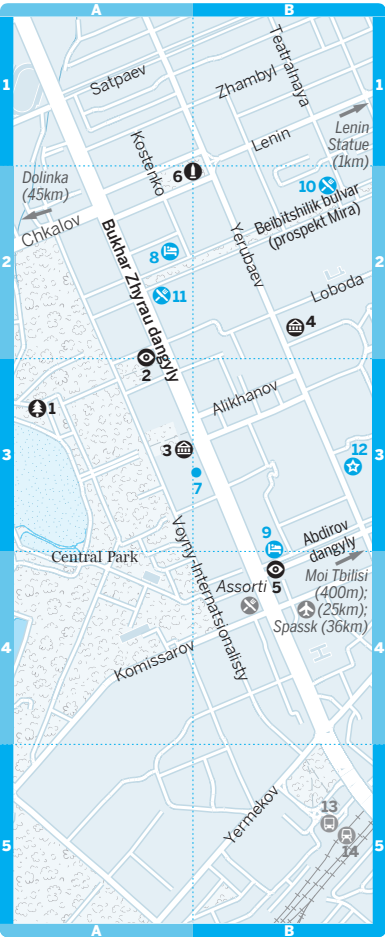 A
B
1
1
Satpaev
Zhambyl
Teatralnaya
Lenin
Lenin
Statue
(1km)
Kostenko
6
Dolinka
(45km)
Chkalov
10
Beibitshilik bulvar
(prospekt Mira)
Bukhar Zhyrau dangyly
Yerubaev
2
2
8
11
Loboda
4
2
Alikhanov
1
3
3
3
12
7
9
Abdirov
dangyly
Central Park
Voyny-Internatsionalisty
Assorti
5
Moi Tbilisi
(400m);
(25km);
Spassk (36km)
4
4
Komissarov
Yermekov
13
14
5
5
A
B